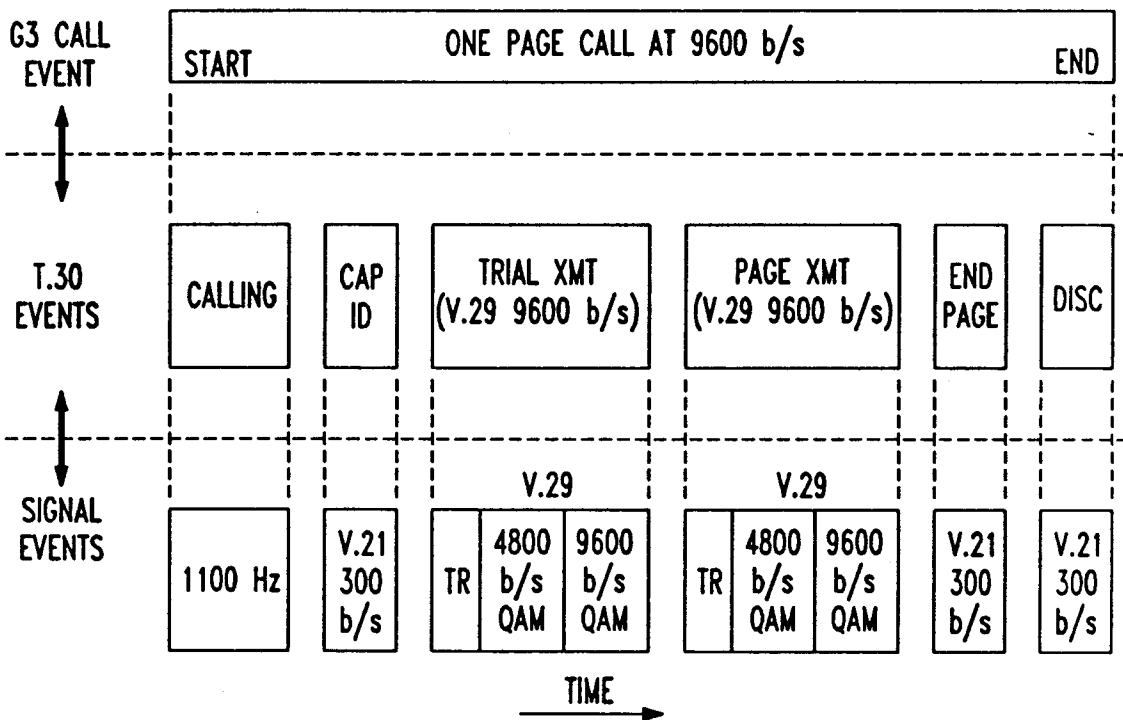 G3 CALL
EVENT
ONE PAGE CALL AT 9600 b/s
START
END
T.30
EVENTS
CALLING
CAP
ID
TRIAL XMT
(V.29 9600 b/s)
PAGE XMT
(V.29 9600 b/s)
END
PAGE
DISC
SIGNAL
EVENTS
1100 Hz
V.21
300
b/s
V.29
TR
4800
b/s
QAM
9600
b/s
QAM
V.29
TR
4800
b/s
QAM
9600
b/s
QAM
V.21
300
b/s
V.21
300
b/s
TIME